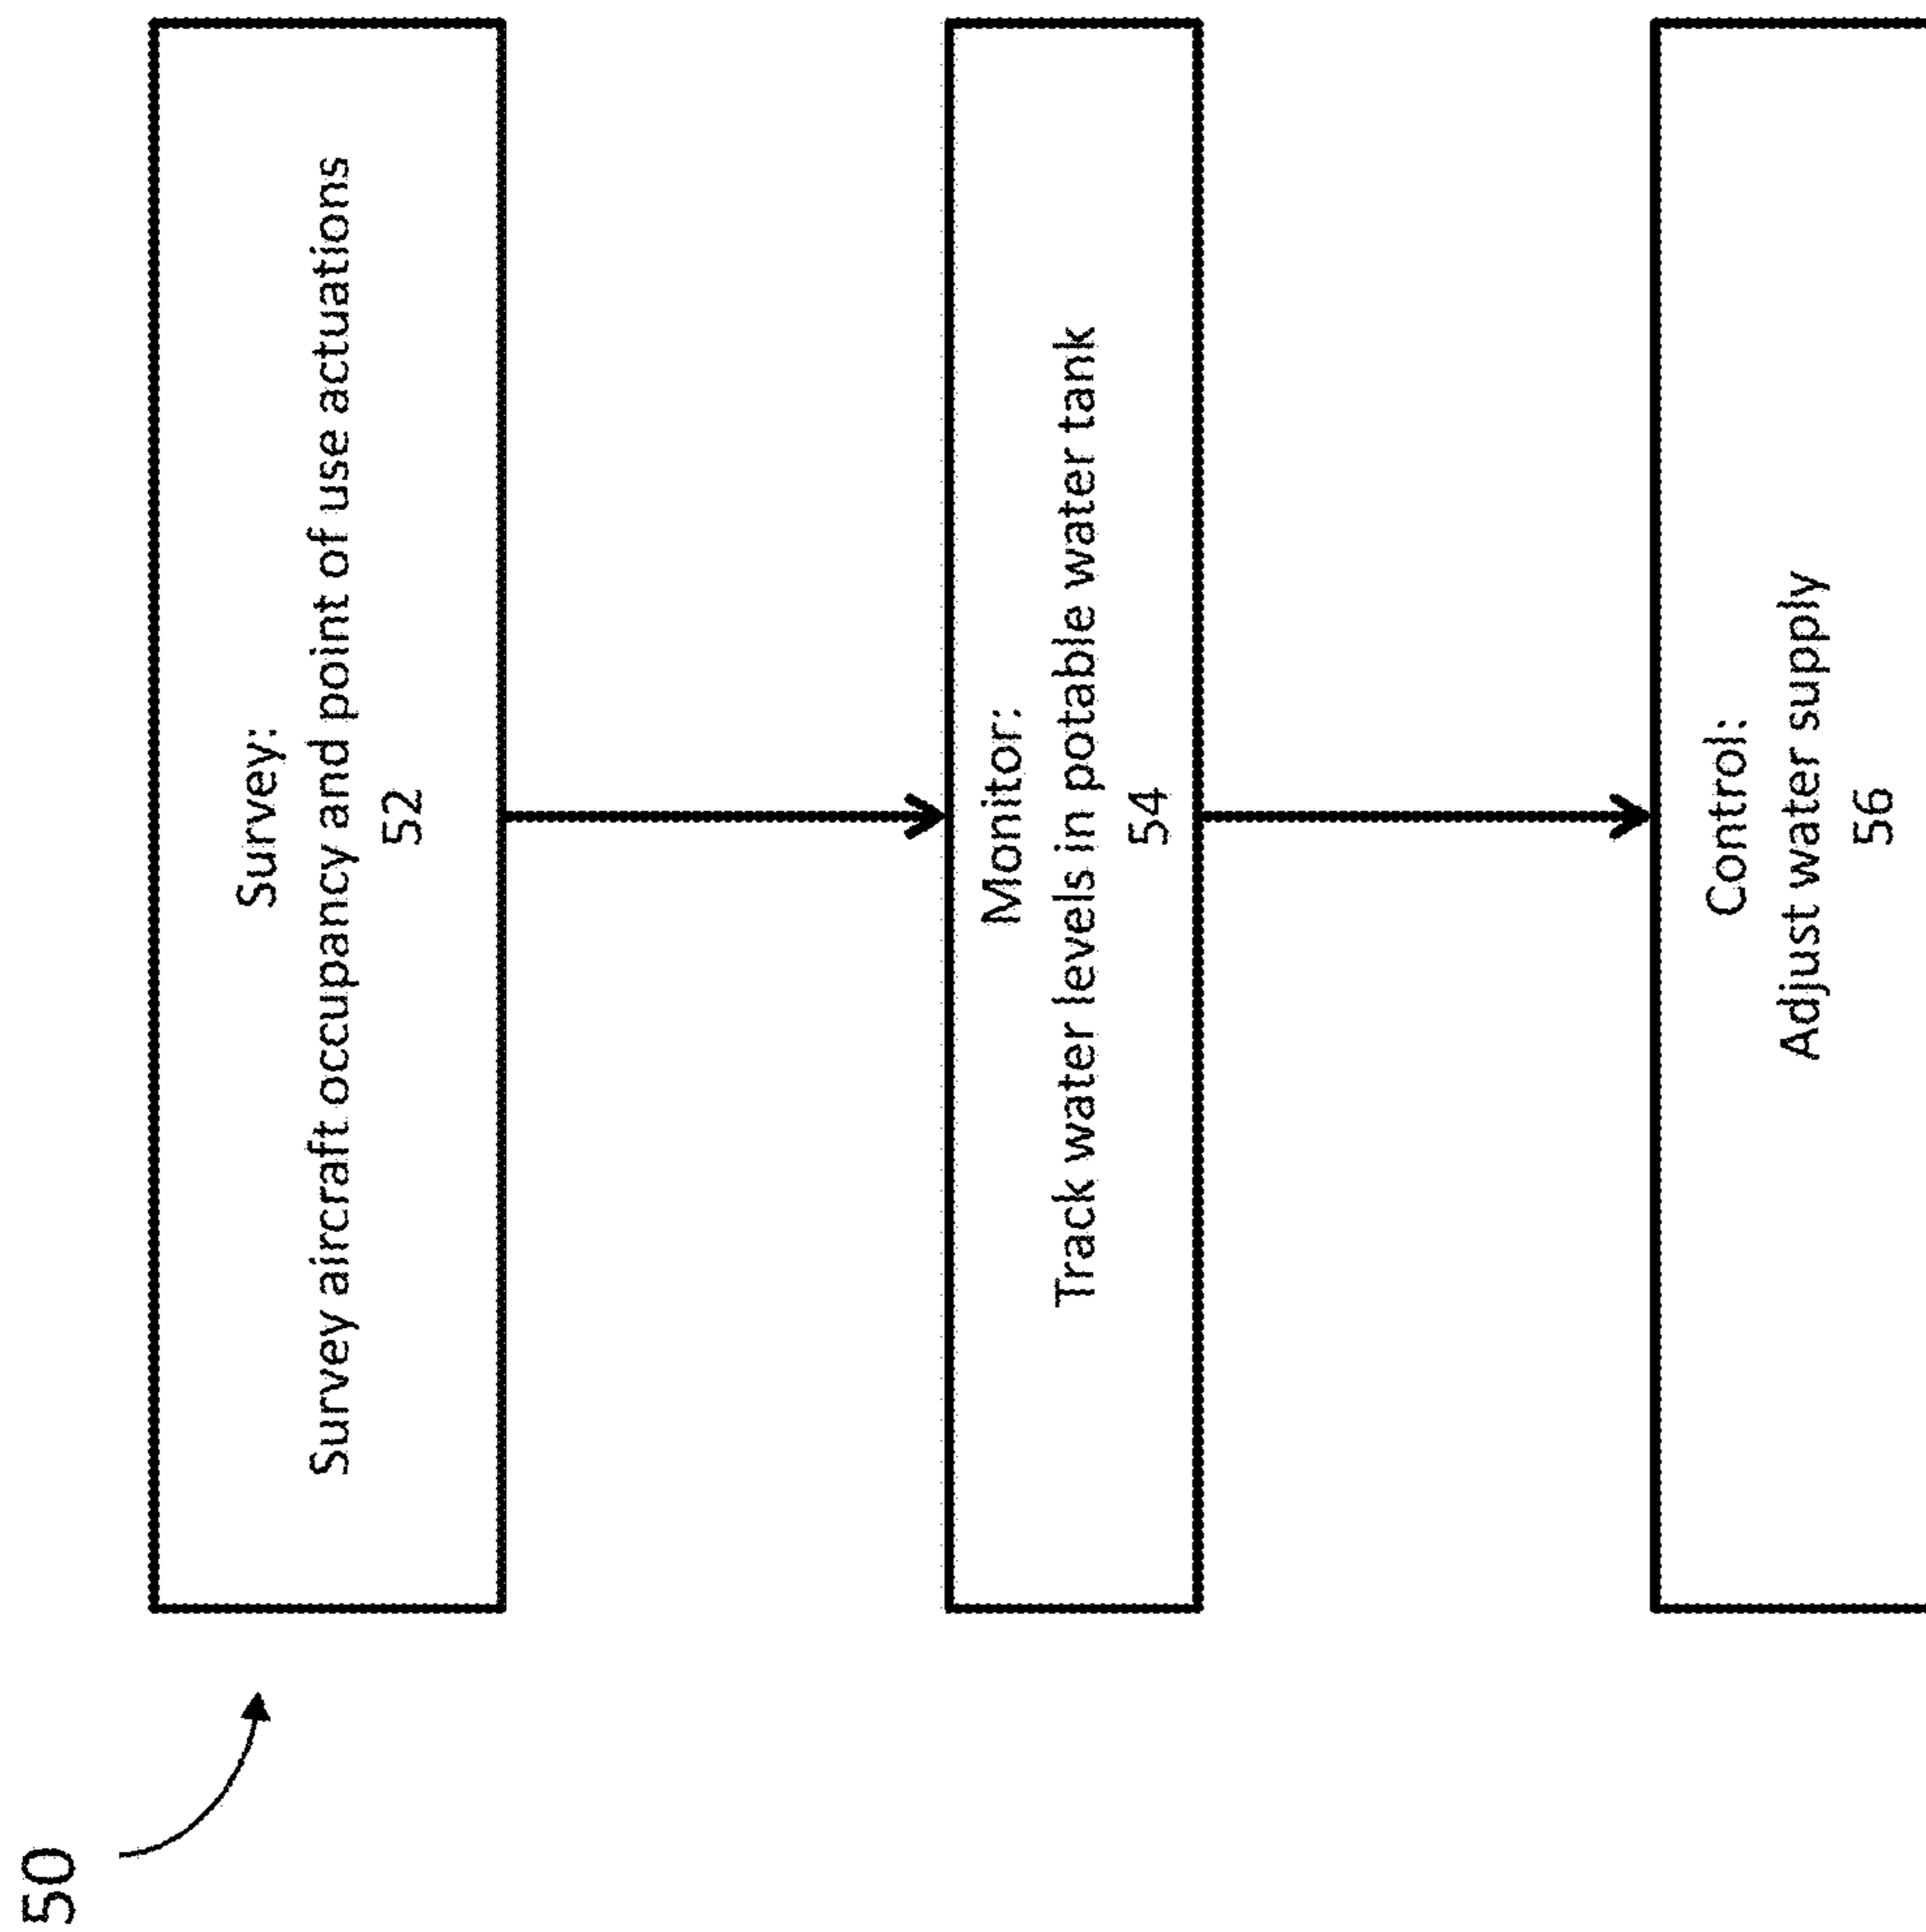 50
Survey:
Survey aircraft occupancy and point of use actuations
52
Monitor:
Track water levels in potable water tank
54
Control:
Adjust water supply
56